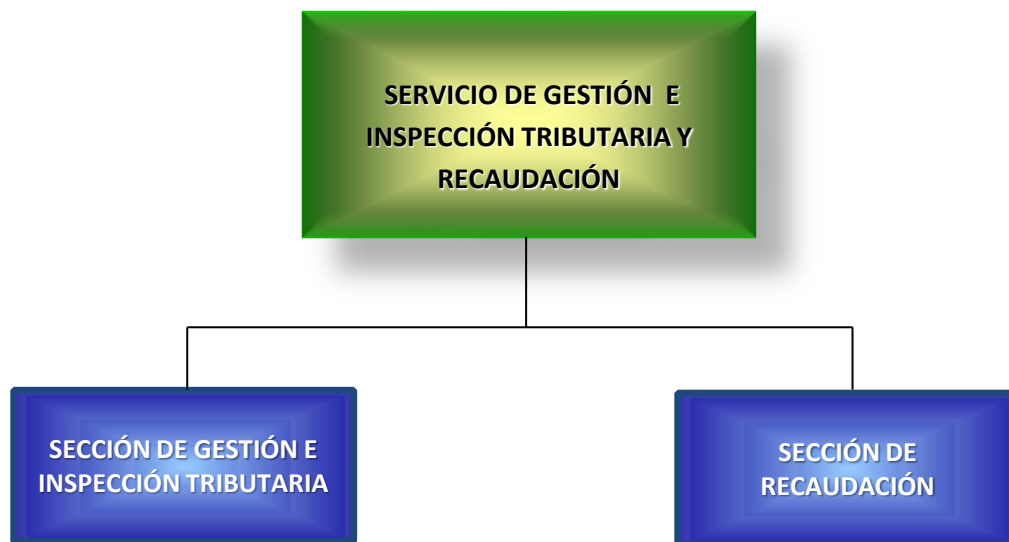 SERVICIO DE GESTIÓN E
INSPECCIÓN TRIBUTARIA Y
RECAUDACIÓN
SECCIÓN DE GESTIÓN E
INSPECCIÓN TRIBUTARIA
SECCIÓN DE
RECAUDACIÓN